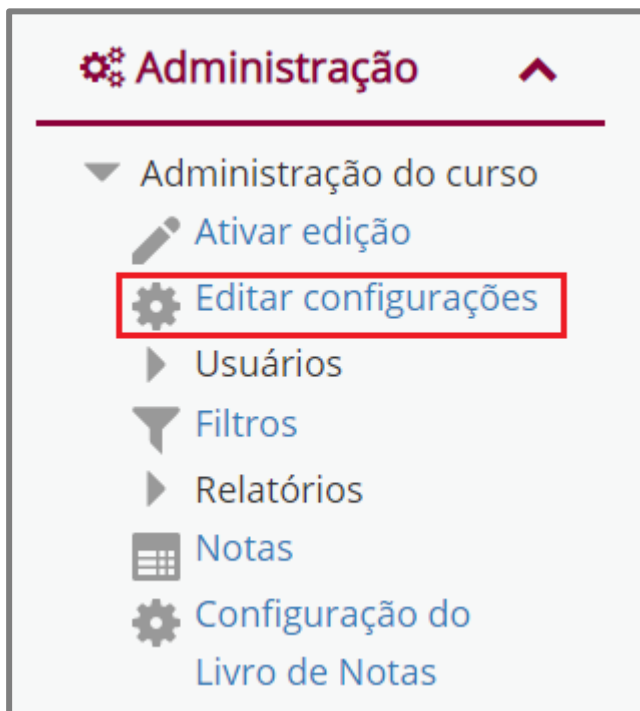 Administração
Administração do curso
Ativar edição
Editar configurações
Usuários
Filtros
Relatórios
Notas
Configuração do
Livro de Notas